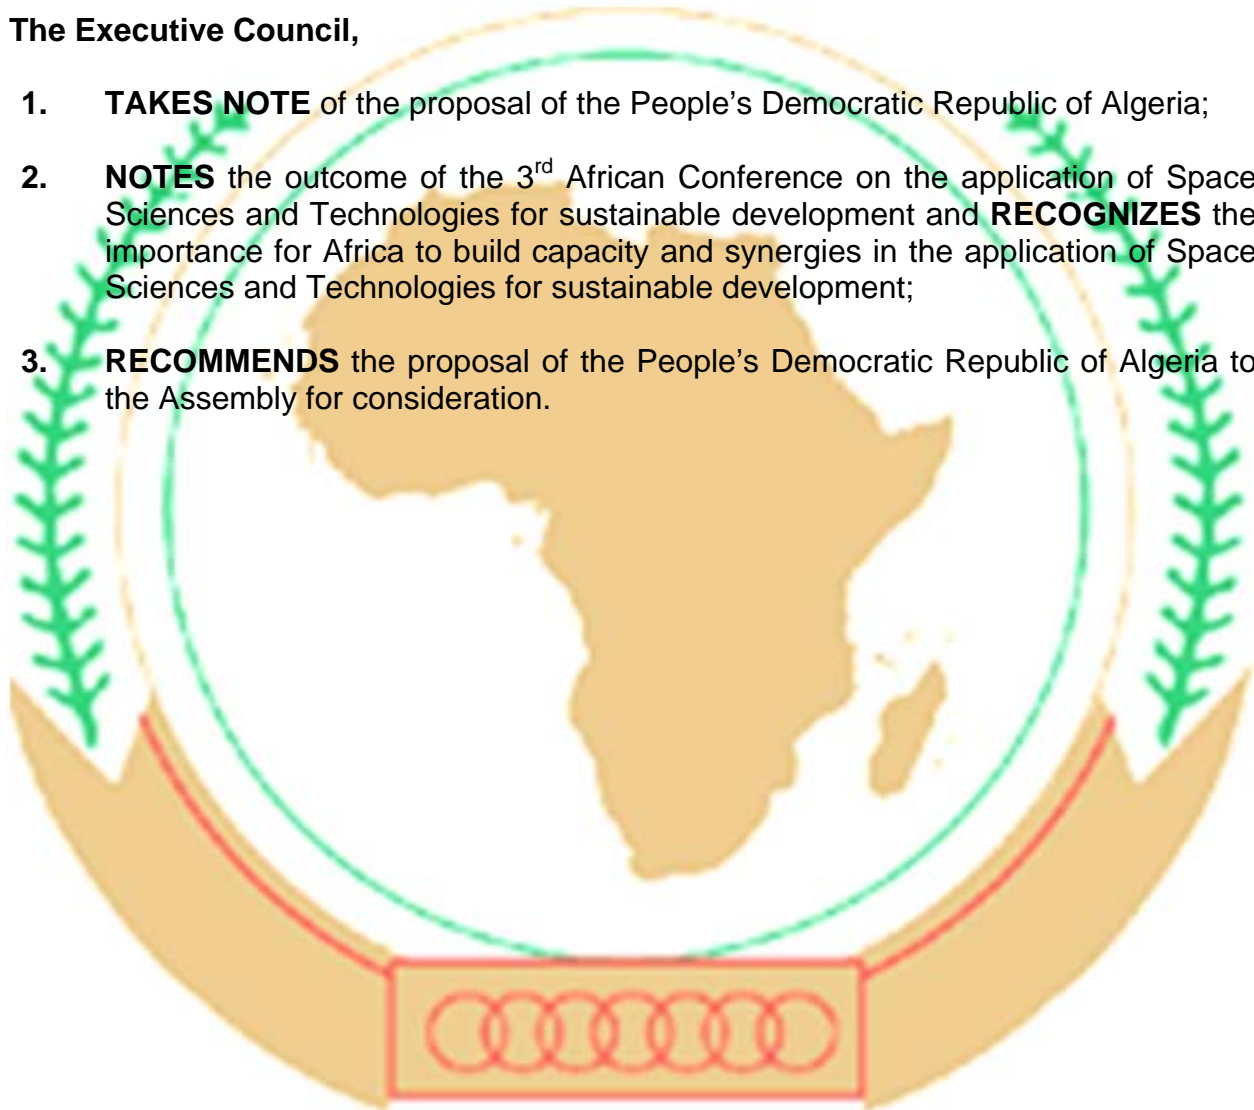 The Executive Council,
1. TAKES NOTE of the proposal of the People’s Democratic Republic of Algeria;
2. NOTES the outcome of the 3rd African Conference on the application of Space
Sciences and Technologies for sustainable development and RECOGNIZES the
importance for Africa to build capacity and synergies in the application of Space
Sciences and Technologies for sustainable development;
3. RECOMMENDS the proposal of the People’s Democratic Republic of Algeria to
the Assembly for consideration.